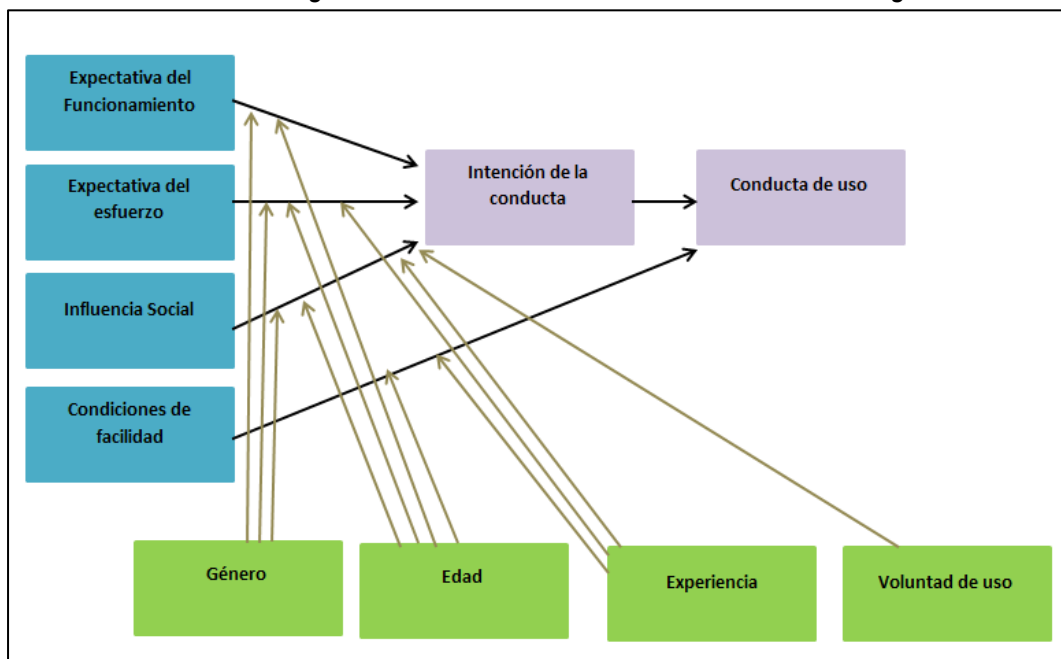 Expectativa del
Funcionamiento
Expectativa del
esfuerzo
Influencia Social
Condiciones de
facilidad
Intención de la
conducta
Conducta de uso
Género
Edad
Experiencia
Voluntad de uso